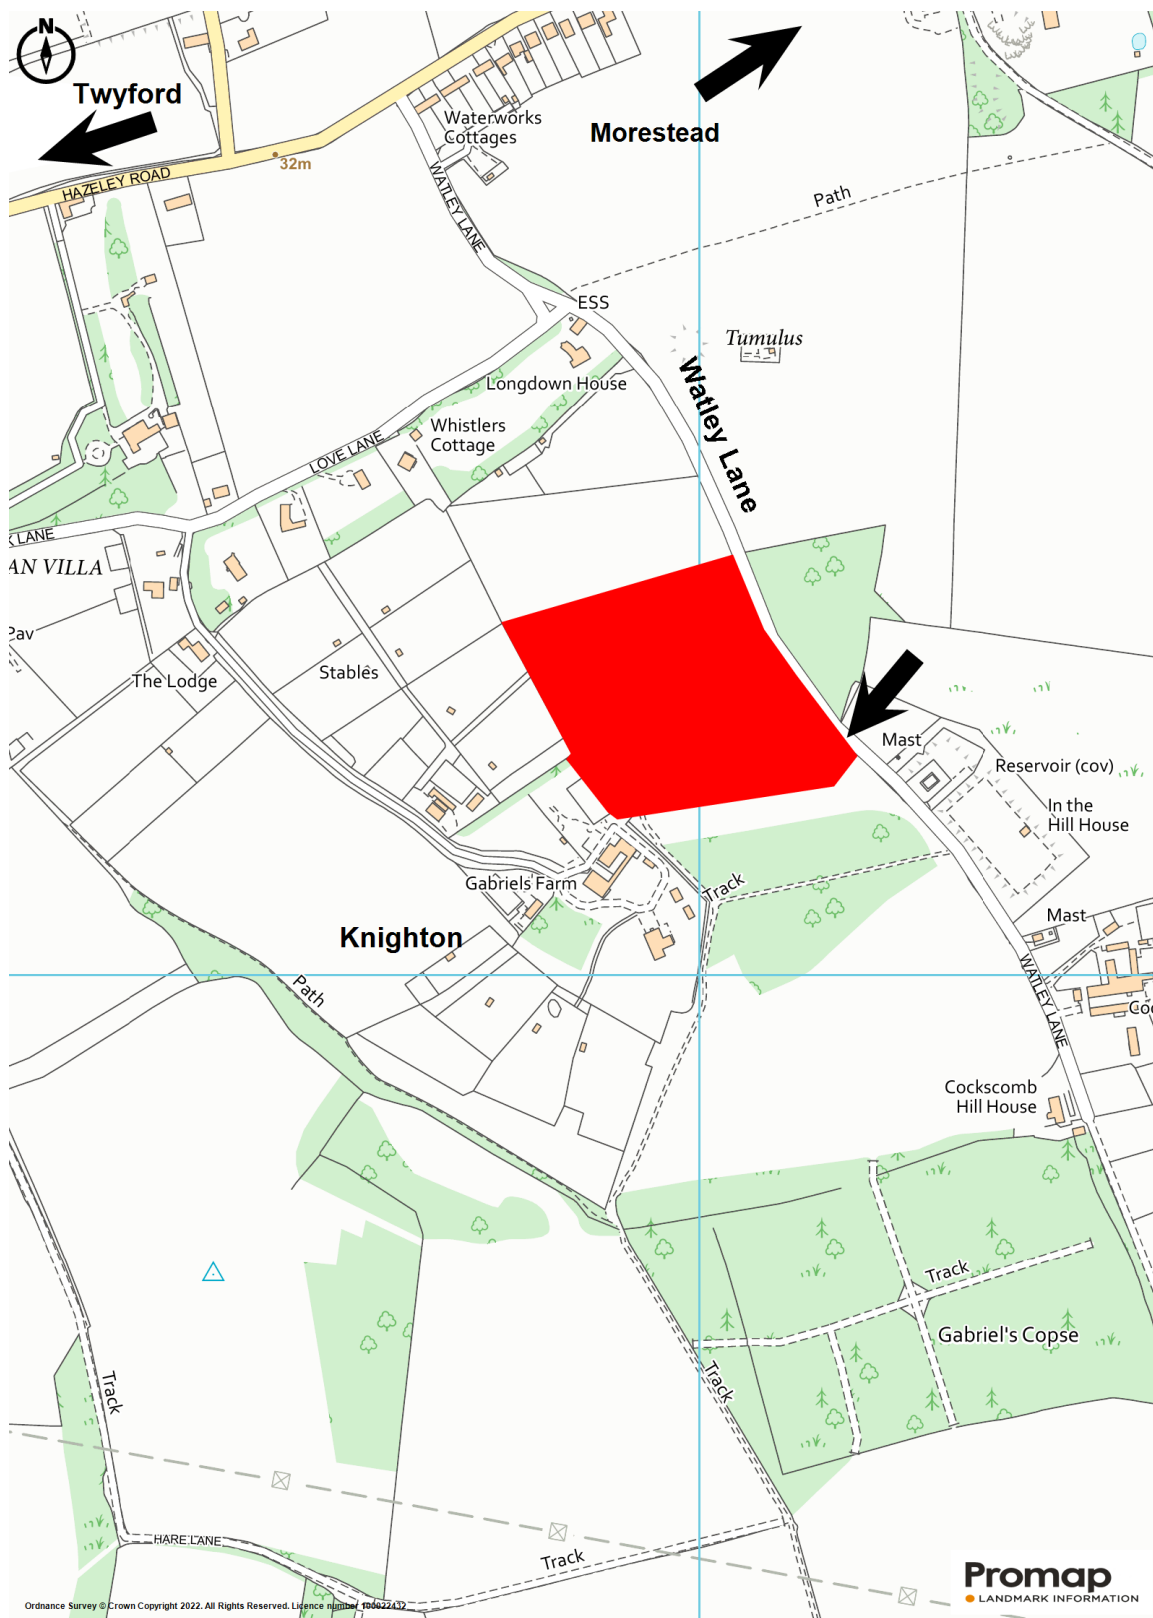 N
Twyford
Waterworks
Cottages
Morestead
32m
HAZELEY ROAD
WATLEY LANE
Path
ESS
Tumulus
Longdown House
Watley Lane
Whistlers
Cottage
LOVE LANE
LANE
AN VILLA
Pav
Stables
The Lodge
Mast
Reservoir (cov)
In the
Hill House
Gabriels Farm
Track
Mast
Knighton
WATLEY LANE
Path
Coc
Cockscomb
Hill House
Track
Gabriel's Copse
Track
Track
HARE LANE
Track
Promap
LANDMARK INFORMATION
Ordnance Survey © Crown Copyright 2022. All Rights Reserved. Licence number 100022432